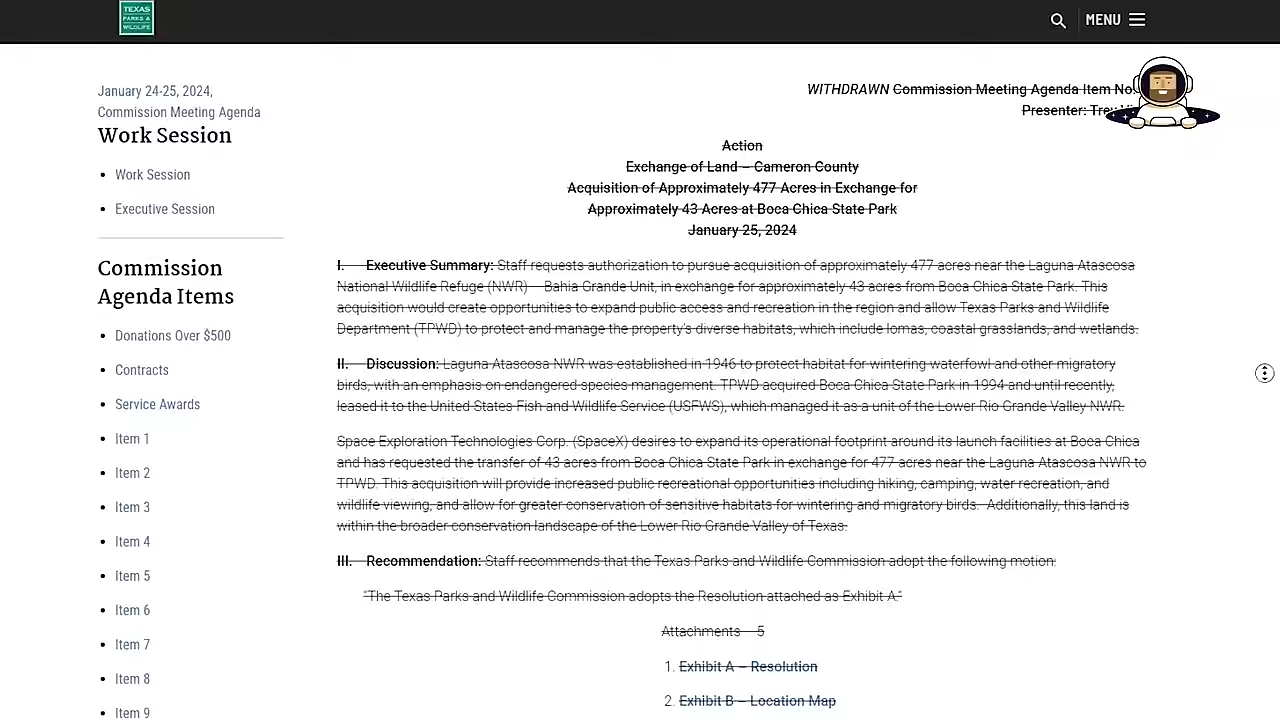 TEXAS
PARKS &
WILDLIFE
MENU
January 24-25, 2024,
Commission Meeting Agenda
Work Session
• Work Session
• Executive Session
Commission
Agenda Items
• Donations Over $500
• Contracts
• Service Awards
• Item 1
• Item 2
• Item 3
• Item 4
• Item 5
• Item 6
• Item 7
• Item 8
• Item 9
WITHDRAWN Commission Meeting Agenda Item No.
Presenter:
Action
Exchange of Land – Cameron County
Acquisition of Approximately 477 Acres in Exchange for
Approximately 43 Acres at Boca Chica State Park
January 25, 2024
I. Executive Summary: Staff requests authorization to pursue acquisition of approximately 477 acres near the Laguna Atascosa
National Wildlife Refuge (NWR) – Bahia Grande Unit, in exchange for approximately 43 acres from Boca Chica State Park. This
acquisition would create opportunities to expand public access and recreation in the region and allow Texas Parks and Wildlife
Department (TPWD) to protect and manage the property's diverse habitats, which include lomas, coastal grasslands, and wetlands.
II. Discussion: Laguna Atascosa NWR was established in 1946 to protect habitat for wintering waterfowl and other migratory
birds, with an emphasis on endangered species management. TPWD acquired Boca Chica State Park in 1994 and until recently,
leased it to the United States Fish and Wildlife Service (USFWS), which managed it as a unit of the Lower Rio Grande Valley NWR.
Space Exploration Technologies Corp. (SpaceX) desires to expand its operational footprint around its launch facilities at Boca Chica
and has requested the transfer of 43 acres from Boca Chica State Park in exchange for 477 acres near the Laguna Atascosa NWR to
TPWD. This acquisition will provide increased public recreational opportunities including hiking, camping, water recreation, and
wildlife viewing, and allow for greater conservation of sensitive habitats for wintering and migratory birds. Additionally, this land is
within the broader conservation landscape of the Lower Rio Grande Valley of Texas.
III. Recommendation: Staff recommends that the Texas Parks and Wildlife Commission adopt the following motion:
"The Texas Parks and Wildlife Commission adopts the Resolution attached as Exhibit A."
Attachments – 5
1. Exhibit A – Resolution
2. Exhibit B – Location Map